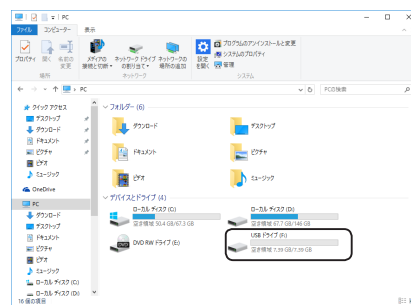 PC
ファイル コンピューター 表示
プロパティ 開く 名前の変更 メディアの接続と切断 ネットワーク ドライブの割り当て ネットワークの場所の追加 設定を開く
プログラムのアンインストールと変更
システムのプロパティ
管理
場所 ネットワーク システム
PC PCの検索
クイック アクセス
デスクトップ
ダウンロード
ドキュメント
ピクチャ
ビデオ
ミュージック
OneDrive
PC
ダウンロード
デスクトップ
ドキュメント
ピクチャ
ビデオ
ミュージック
ローカル ディスク (C)
ローカル ディスク (D)
16 個の項目
フォルダー (6)
ダウンロード デスクトップ
ドキュメント ピクチャ
ビデオ ミュージック
デバイスとドライブ (4)
ローカル ディスク (C:) ローカル ディスク (D:)
空き領域 50.4 GB/67.3 GB 空き領域 67.7 GB/146 GB
DVD RW ドライブ (E:) USB ドライブ (F:)
空き領域 7.39 GB/7.39 GB